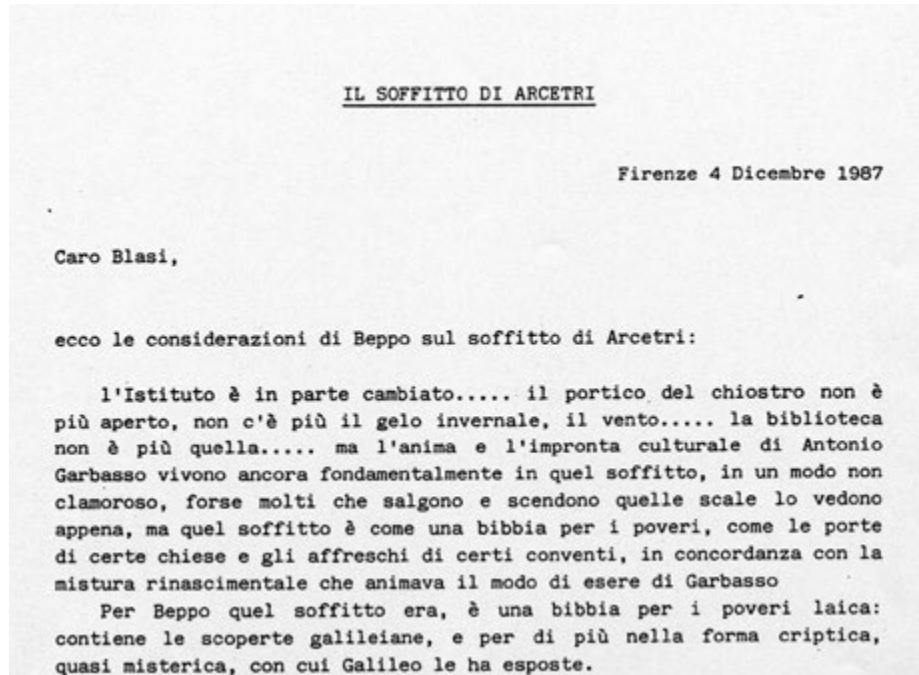 IL SOFFITTO DI ARCETRI
Firenze 4 Dicembre 1987
Caro Blasi,
ecco le considerazioni di Beppo sul soffitto di Arcetri:
l'Istituto è in parte cambiato..... il portico del chiostro non è
più aperto, non c'è più il gelo invernale, il vento..... la biblioteca
non è più quella..... ma l'anima e l'impronta culturale di Antonio
Garbasso vivono ancora fondamentalmente in quel soffitto, in un modo non
clamoroso, forse molti che salgono e scendono quelle scale lo vedono
appena, ma quel soffitto è come una bibbia per i poveri, come le porte
di certe chiese e gli affreschi di certi conventi, in concordanza con la
mistura rinascimentale che animava il modo di esere di Garbasso
Per Beppo quel soffitto era, è una bibbia per i poveri laica:
contiene le scoperte galileiane, e per di più nella forma criptica,
quasi misterica, con cui Galileo le ha esposte.